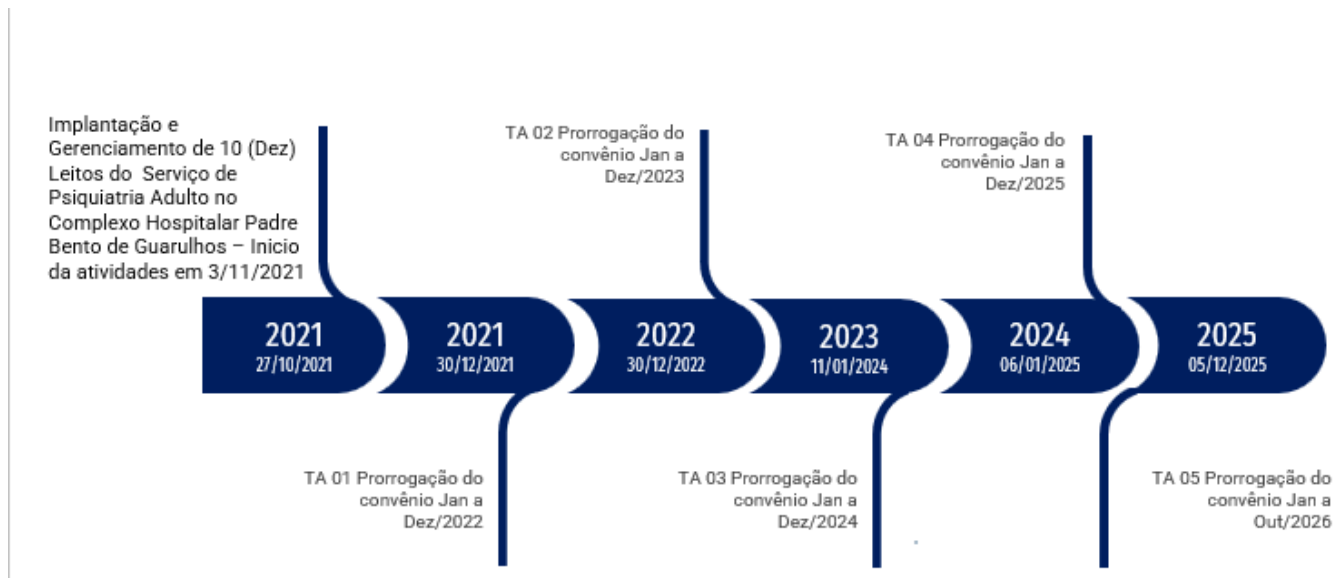 Implantação e
Gerenciamento de 10 (Dez)
Leitos do Serviço de
Psiquiatria Adulto no
Complexo Hospitalar Padre
Bento de Guarulhos – Inicio
da atividades em 3/11/2021
TA 02 Prorrogação do
convênio Jan a
Dez/2023
TA 04 Prorrogação do
convênio Jan a
Dez/2025
2021
27/10/2021
2021
30/12/2021
2022
30/12/2022
2023
11/01/2024
2024
06/01/2025
2025
05/12/2025
TA 01 Prorrogação do
convênio Jan a
Dez/2022
TA 03 Prorrogação do
convênio Jan a
Dez/2024
TA 05 Prorrogação do
convênio Jan a
Out/2026